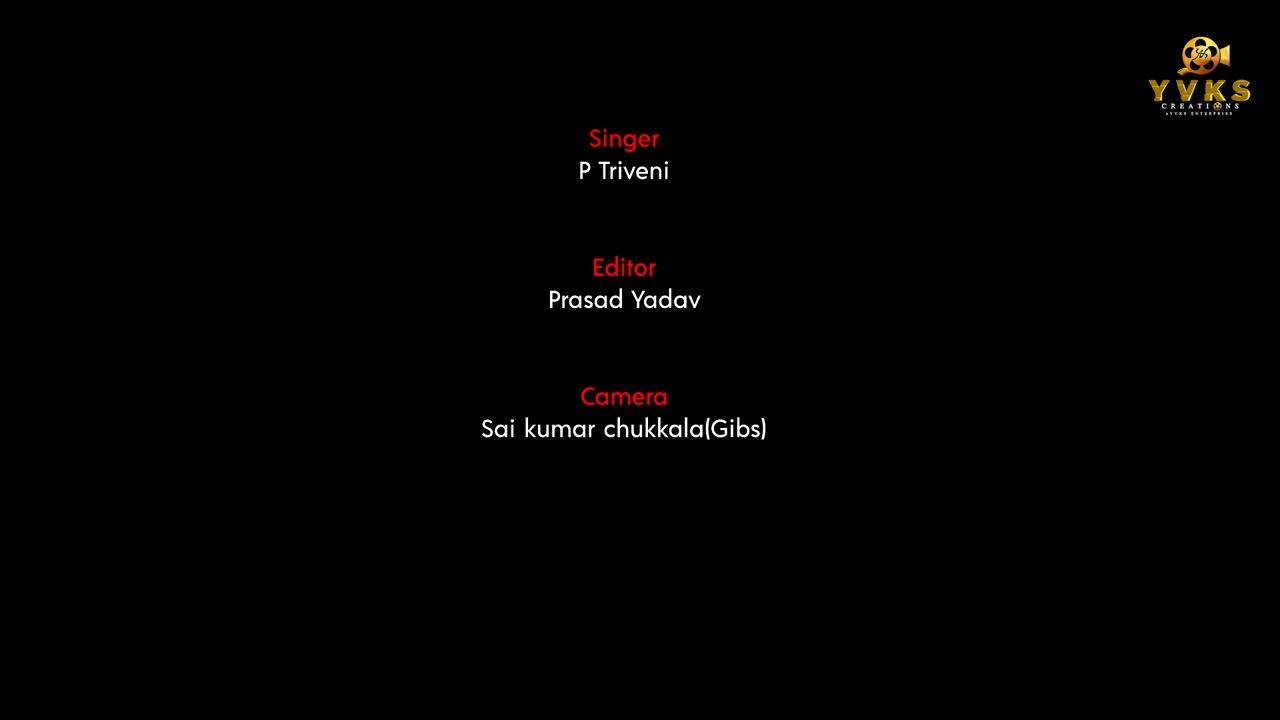 YVKS
CREATIONS
Singer
P Triveni
Editor
Prasad Yadav
Camera
Sai kumar chukkala(Gibs)